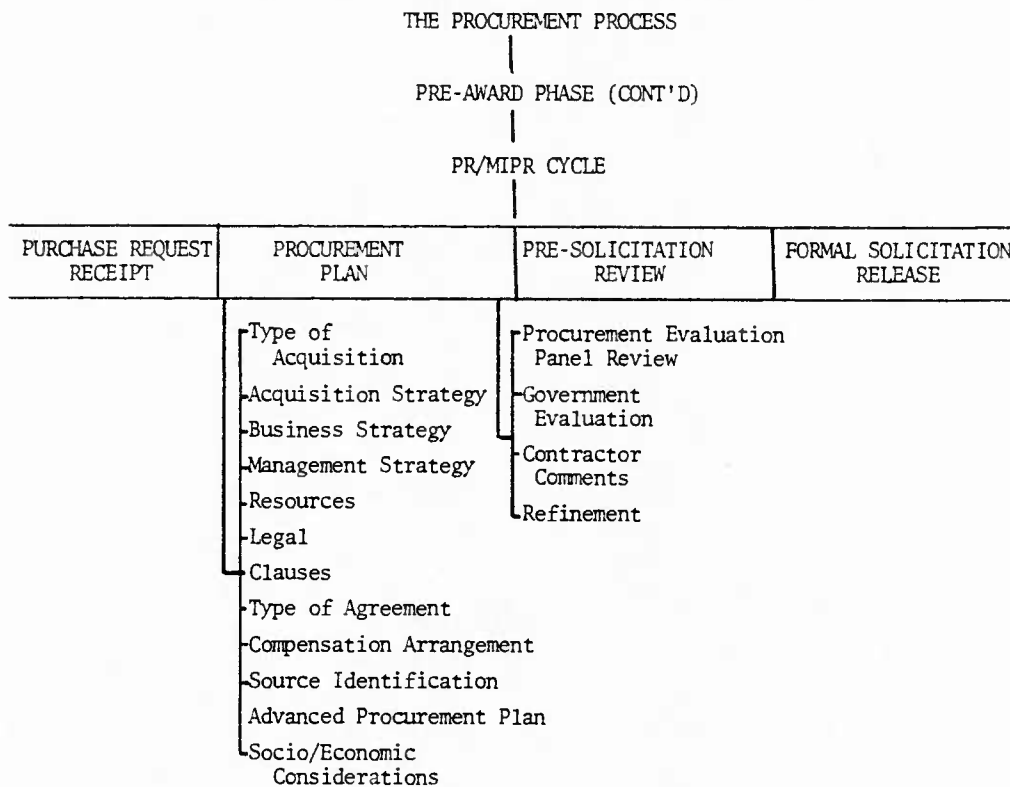 THE PROCUREMENT PROCESS
PRE-AWARD PHASE (CONT'D)
PR/MIPR CYCLE
PURCHASE REQUEST
RECEIPT
PROCUREMENT
PLAN
PRE-SOLICITATION
REVIEW
FORMAL SOLICITATION
RELEASE
Type of
Acquisition
Acquisition Strategy
Business Strategy
Management Strategy
Resources
Legal
Clauses
Type of Agreement
Compensation Arrangement
Source Identification
Advanced Procurement Plan
Socio/Economic
Considerations
Procurement Evaluation
Panel Review
Government
Evaluation
Contractor
Comments
Refinement